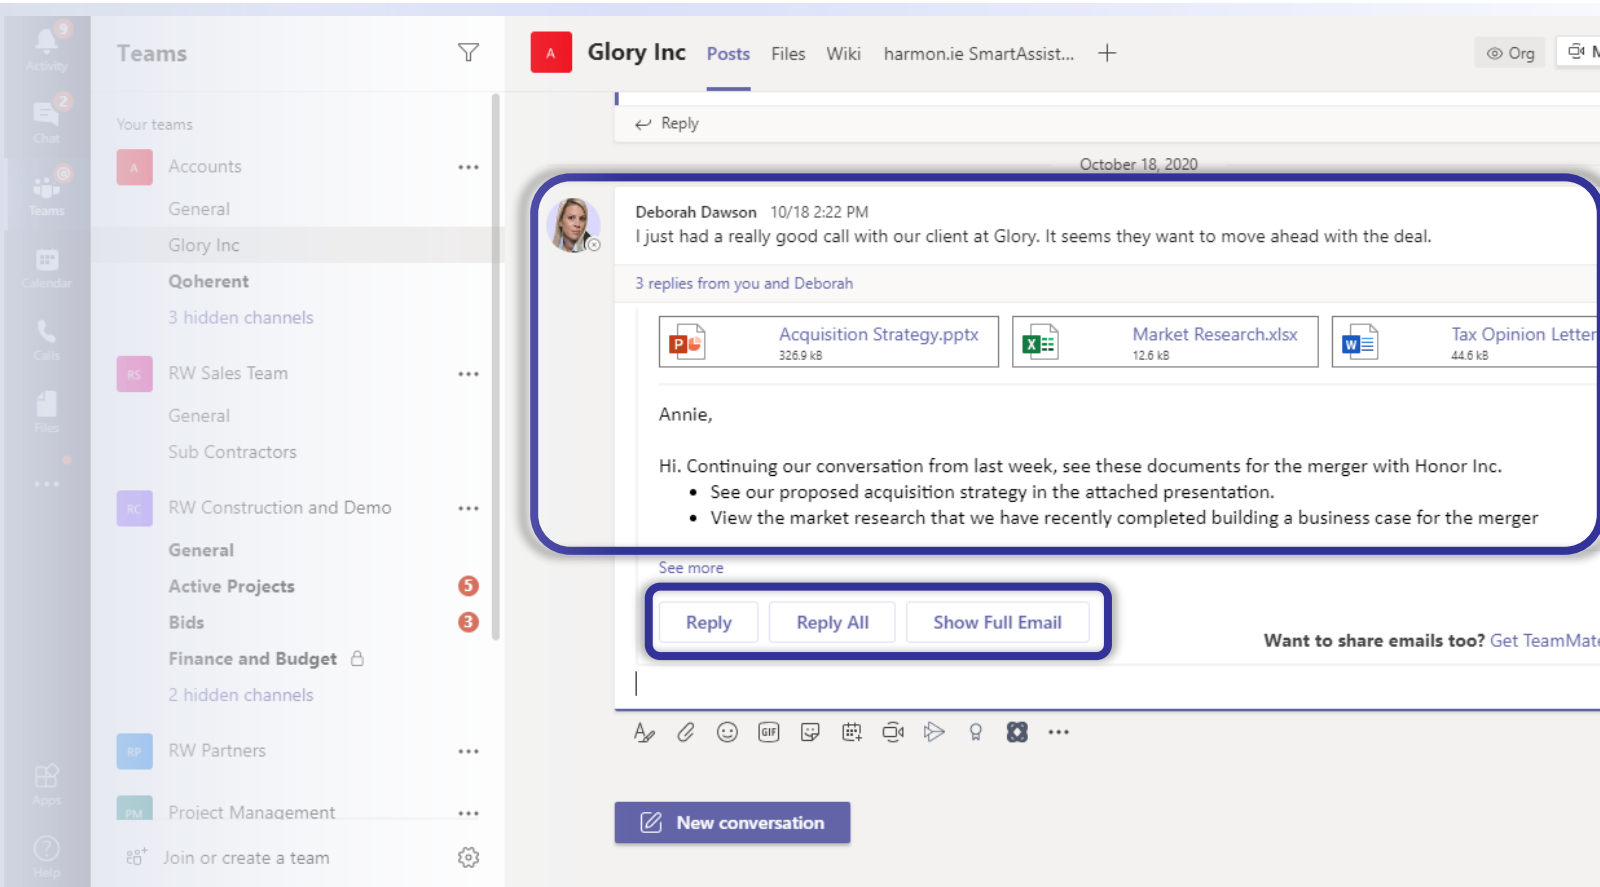 9
Activity
2
Chat
@
Teams
Calendar
Calls
Files
Apps
Help
Teams
Your teams
A Accounts
General
Glory Inc
Qoherent
3 hidden channels
RS RW Sales Team
General
Sub Contractors
RC RW Construction and Demo
General
Active Projects 5
Bids 3
Finance and Budget
2 hidden channels
RP RW Partners
PM Project Management
Join or create a team
A Glory Inc Posts Files Wiki harmon.ie SmartAssist... + Org M
Reply
October 18, 2020
Deborah Dawson 10/18 2:22 PM
I just had a really good call with our client at Glory. It seems they want to move ahead with the deal.
3 replies from you and Deborah
P Acquisition Strategy.pptx
326.9 kB
X Market Research.xlsx
12.6 kB
W Tax Opinion Letter
44.6 kB
Annie,
Hi. Continuing our conversation from last week, see these documents for the merger with Honor Inc.
• See our proposed acquisition strategy in the attached presentation.
• View the market research that we have recently completed building a business case for the merger
See more
Reply Reply All Show Full Email
Want to share emails too? Get TeamMate
GIF
New conversation